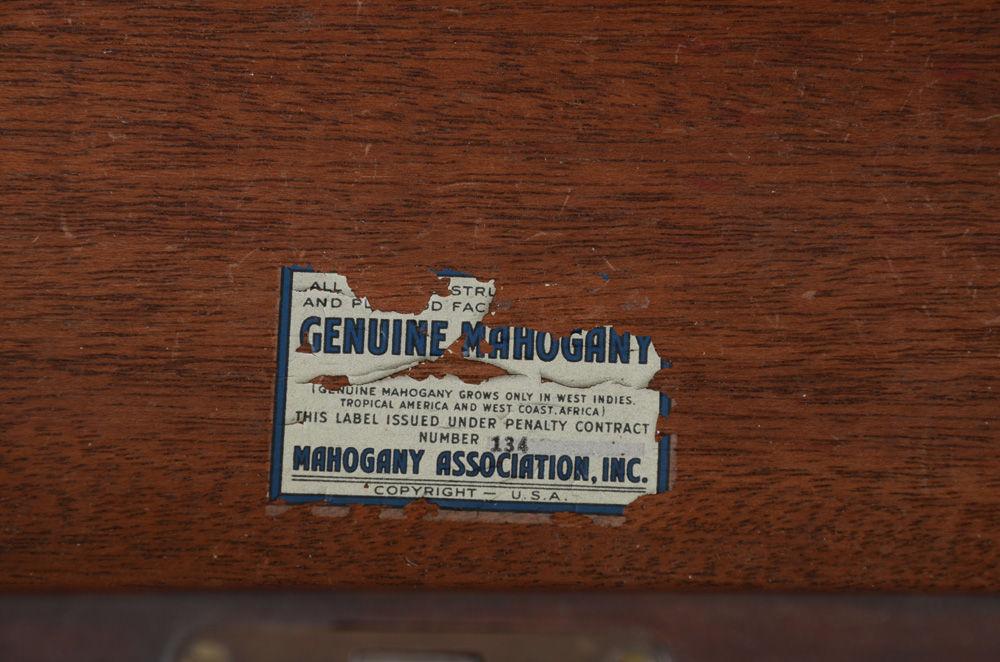 ALL
AND FAC
GENUINE MAHOGANY
(GENUINE MAHOGANY GROWS ONLY IN WEST INDIES,
TROPICAL AMERICA AND WEST COAST, AFRICA)
THIS LABEL ISSUED UNDER PENALTY CONTRACT
NUMBER 134
MAHOGANY ASSOCIATION, INC.
COPYRIGHT — U.S.A.